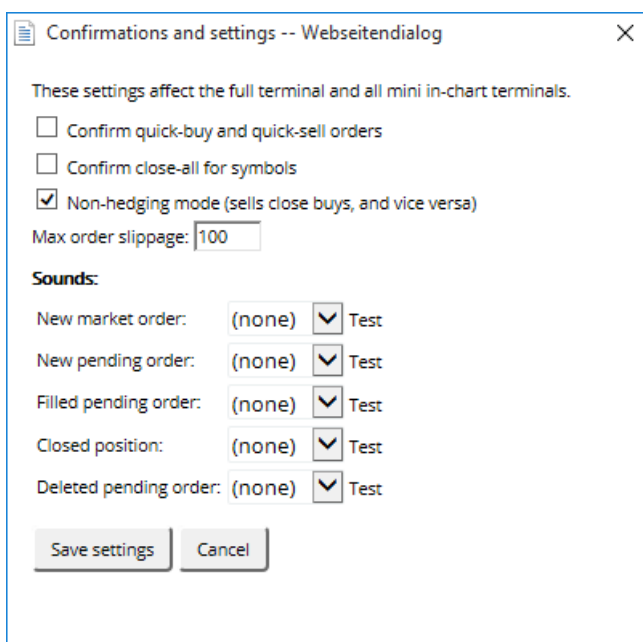 Confirmations and settings -- Webseitendialog
These settings affect the full terminal and all mini in-chart terminals.
Confirm quick-buy and quick-sell orders
Confirm close-all for symbols
Non-hedging mode (sells close buys, and vice versa)
Max order slippage: 100
Sounds:
New market order: (none) Test
New pending order: (none) Test
Filled pending order: (none) Test
Closed position: (none) Test
Deleted pending order: (none) Test
Save settings Cancel